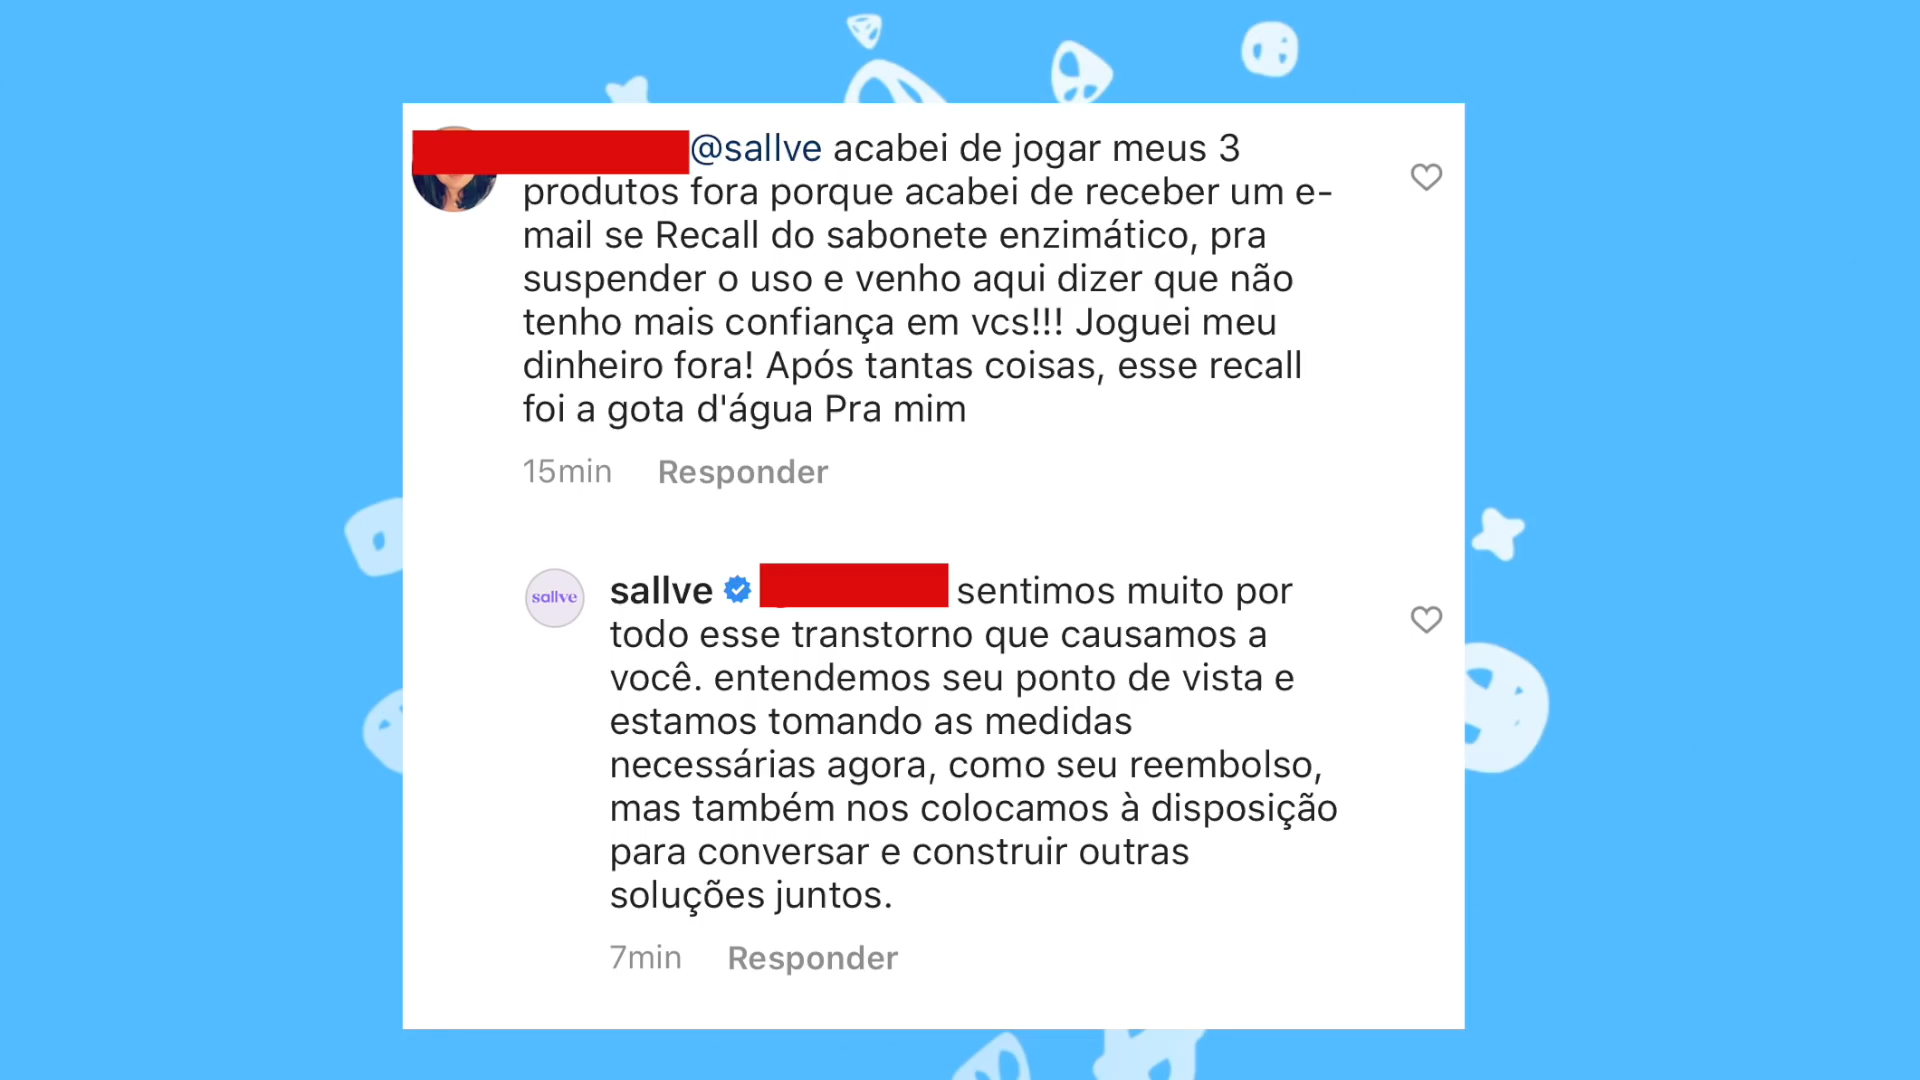 @sallve acabei de jogar meus 3
produtos fora porque acabei de receber um e-
mail se Recall do sabonete enzimático, pra
suspender o uso e venho aqui dizer que não
tenho mais confiança em vcs!!! Joguei meu
dinheiro fora! Após tantas coisas, esse recall
foi a gota d'água Pra mim
15min Responder
sallve
sallve sentimos muito por
todo esse transtorno que causamos a
você. entendemos seu ponto de vista e
estamos tomando as medidas
necessárias agora, como seu reembolso,
mas também nos colocamos à disposição
para conversar e construir outras
soluções juntos.
7min Responder